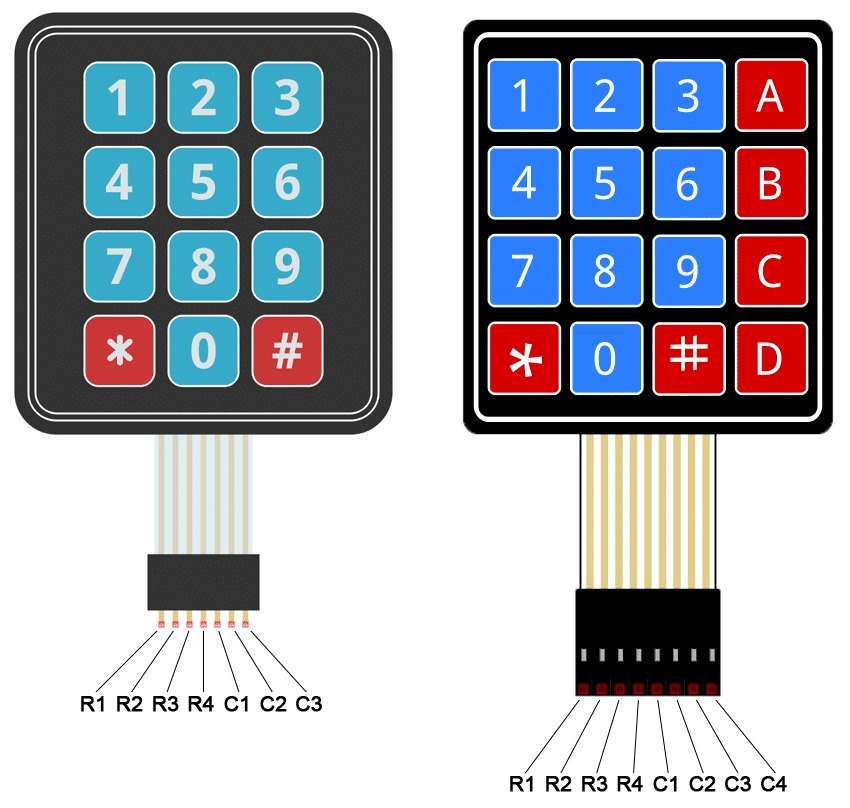 1 2 3
4 5 6
7 8 9
* 0 #
R1 R2 R3 R4 C1 C2 C3
1 2 3 A
4 5 6 B
7 8 9 C
* 0 # D
R1 R2 R3 R4 C1 C2 C3 C4